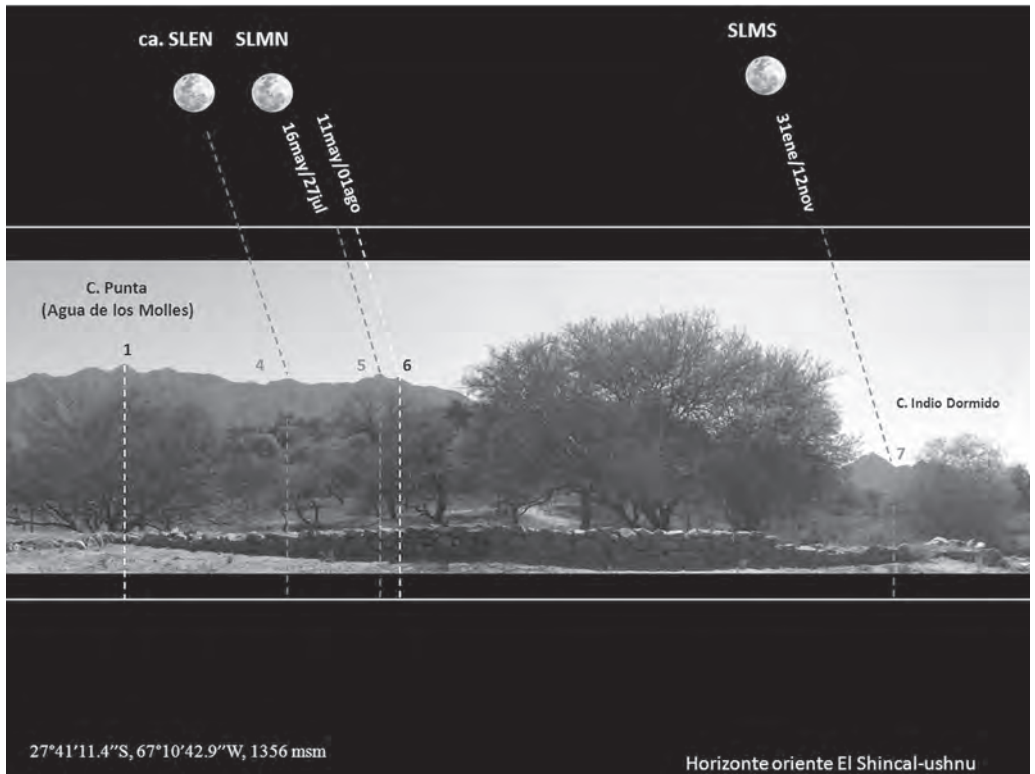 ca. SLEN
SLMN
SLMS
16may/27jul
11may/01ago
31ene/12nov
C. Punta
(Agua de los Molles)
1
4
5
6
C. Indio Dormido
7
27°41′11.4″S, 67°10′42.9″W, 1356 msm
Horizonte oriente El Shincal-ushnu